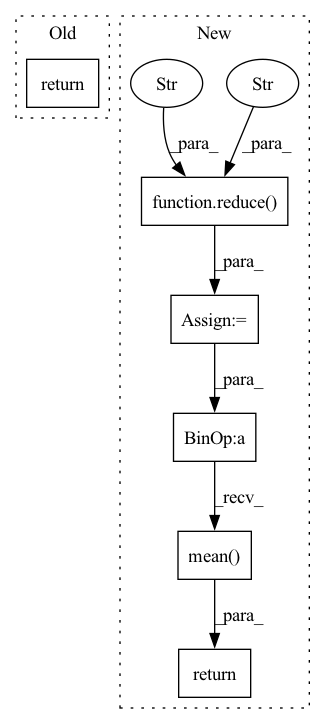 Old
New
return
Str
Str
_para_
_para_
function.reduce()
_para_
Assign:=
_para_
BinOp:a
_recv_
mean()
_para_
return